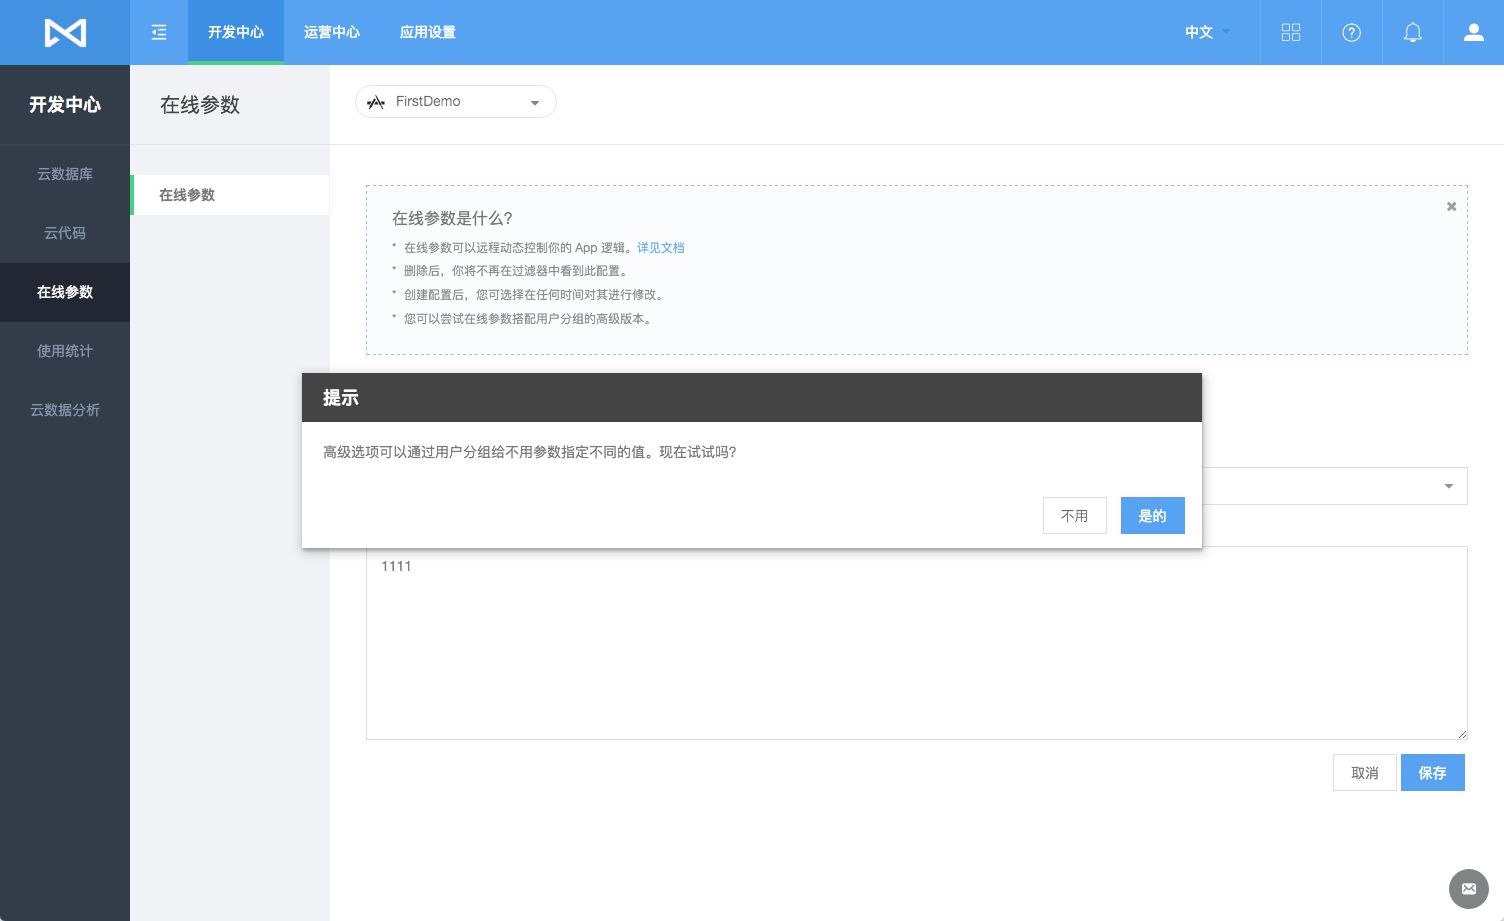 开发中心
运营中心
应用设置
中文
开发中心
在线参数
FirstDemo
云数据库
云代码
在线参数
使用统计
云数据分析
在线参数
在线参数是什么?
* 在线参数可以远程动态控制你的 App 逻辑。详见文档
* 删除后，你将不再在过滤器中看到此配置。
* 创建配置后，您可选择在任何时间对其进行修改。
* 您可以尝试在线参数搭配用户分组的高级版本。
提示
高级选项可以通过用户分组给不用参数指定不同的值。现在试试吗?
不用
是的
1111
取消
保存